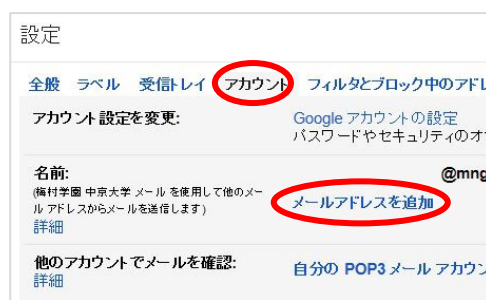 設定
全般 ラベル 受信トレイ アカウント フィルタとブロック中のアドレ
アカウント設定を変更:
Google アカウントの設定
パスワードやセキュリティのオ
名前:
(梅村学園 中京大学 メール を使用して他のメー
ル アドレスからメールを送信します)
詳細
@mng
メールアドレスを追加
他のアカウントでメールを確認:
詳細
自分の POP3 メール アカウン